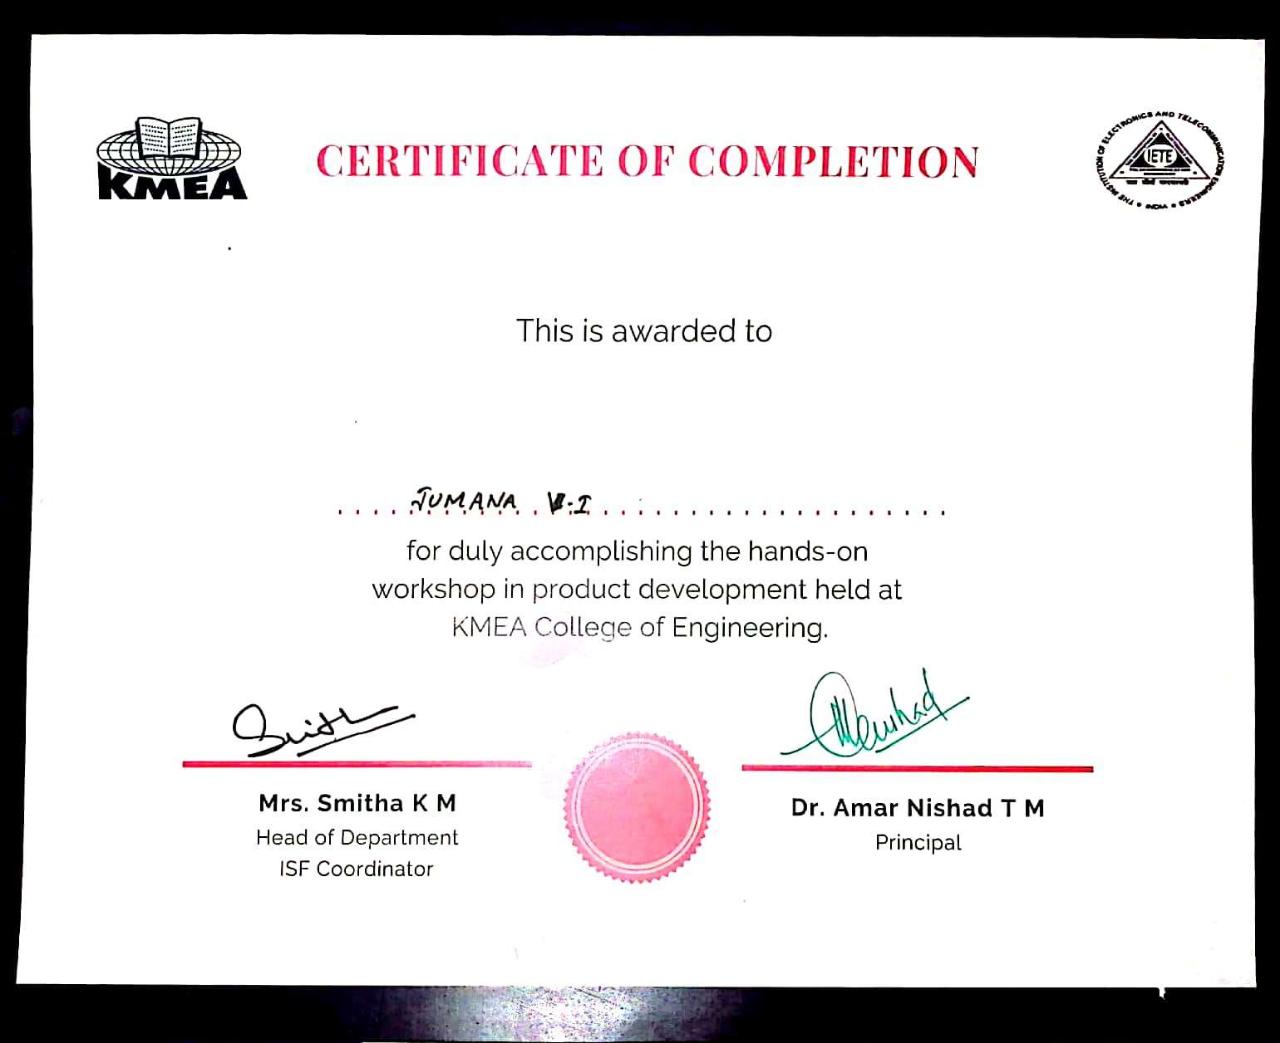 KMEA
CERTIFICATE OF COMPLETION
THE INSTITUTION OF ELECTRONICS AND TELECOMMUNICATION ENGINEERS
IETE
INDIA
This is awarded to
JUMANA V.I
for duly accomplishing the hands-on
workshop in product development held at
KMEA College of Engineering.
Mrs. Smitha K M
Head of Department
ISF Coordinator
Dr. Amar Nishad T M
Principal